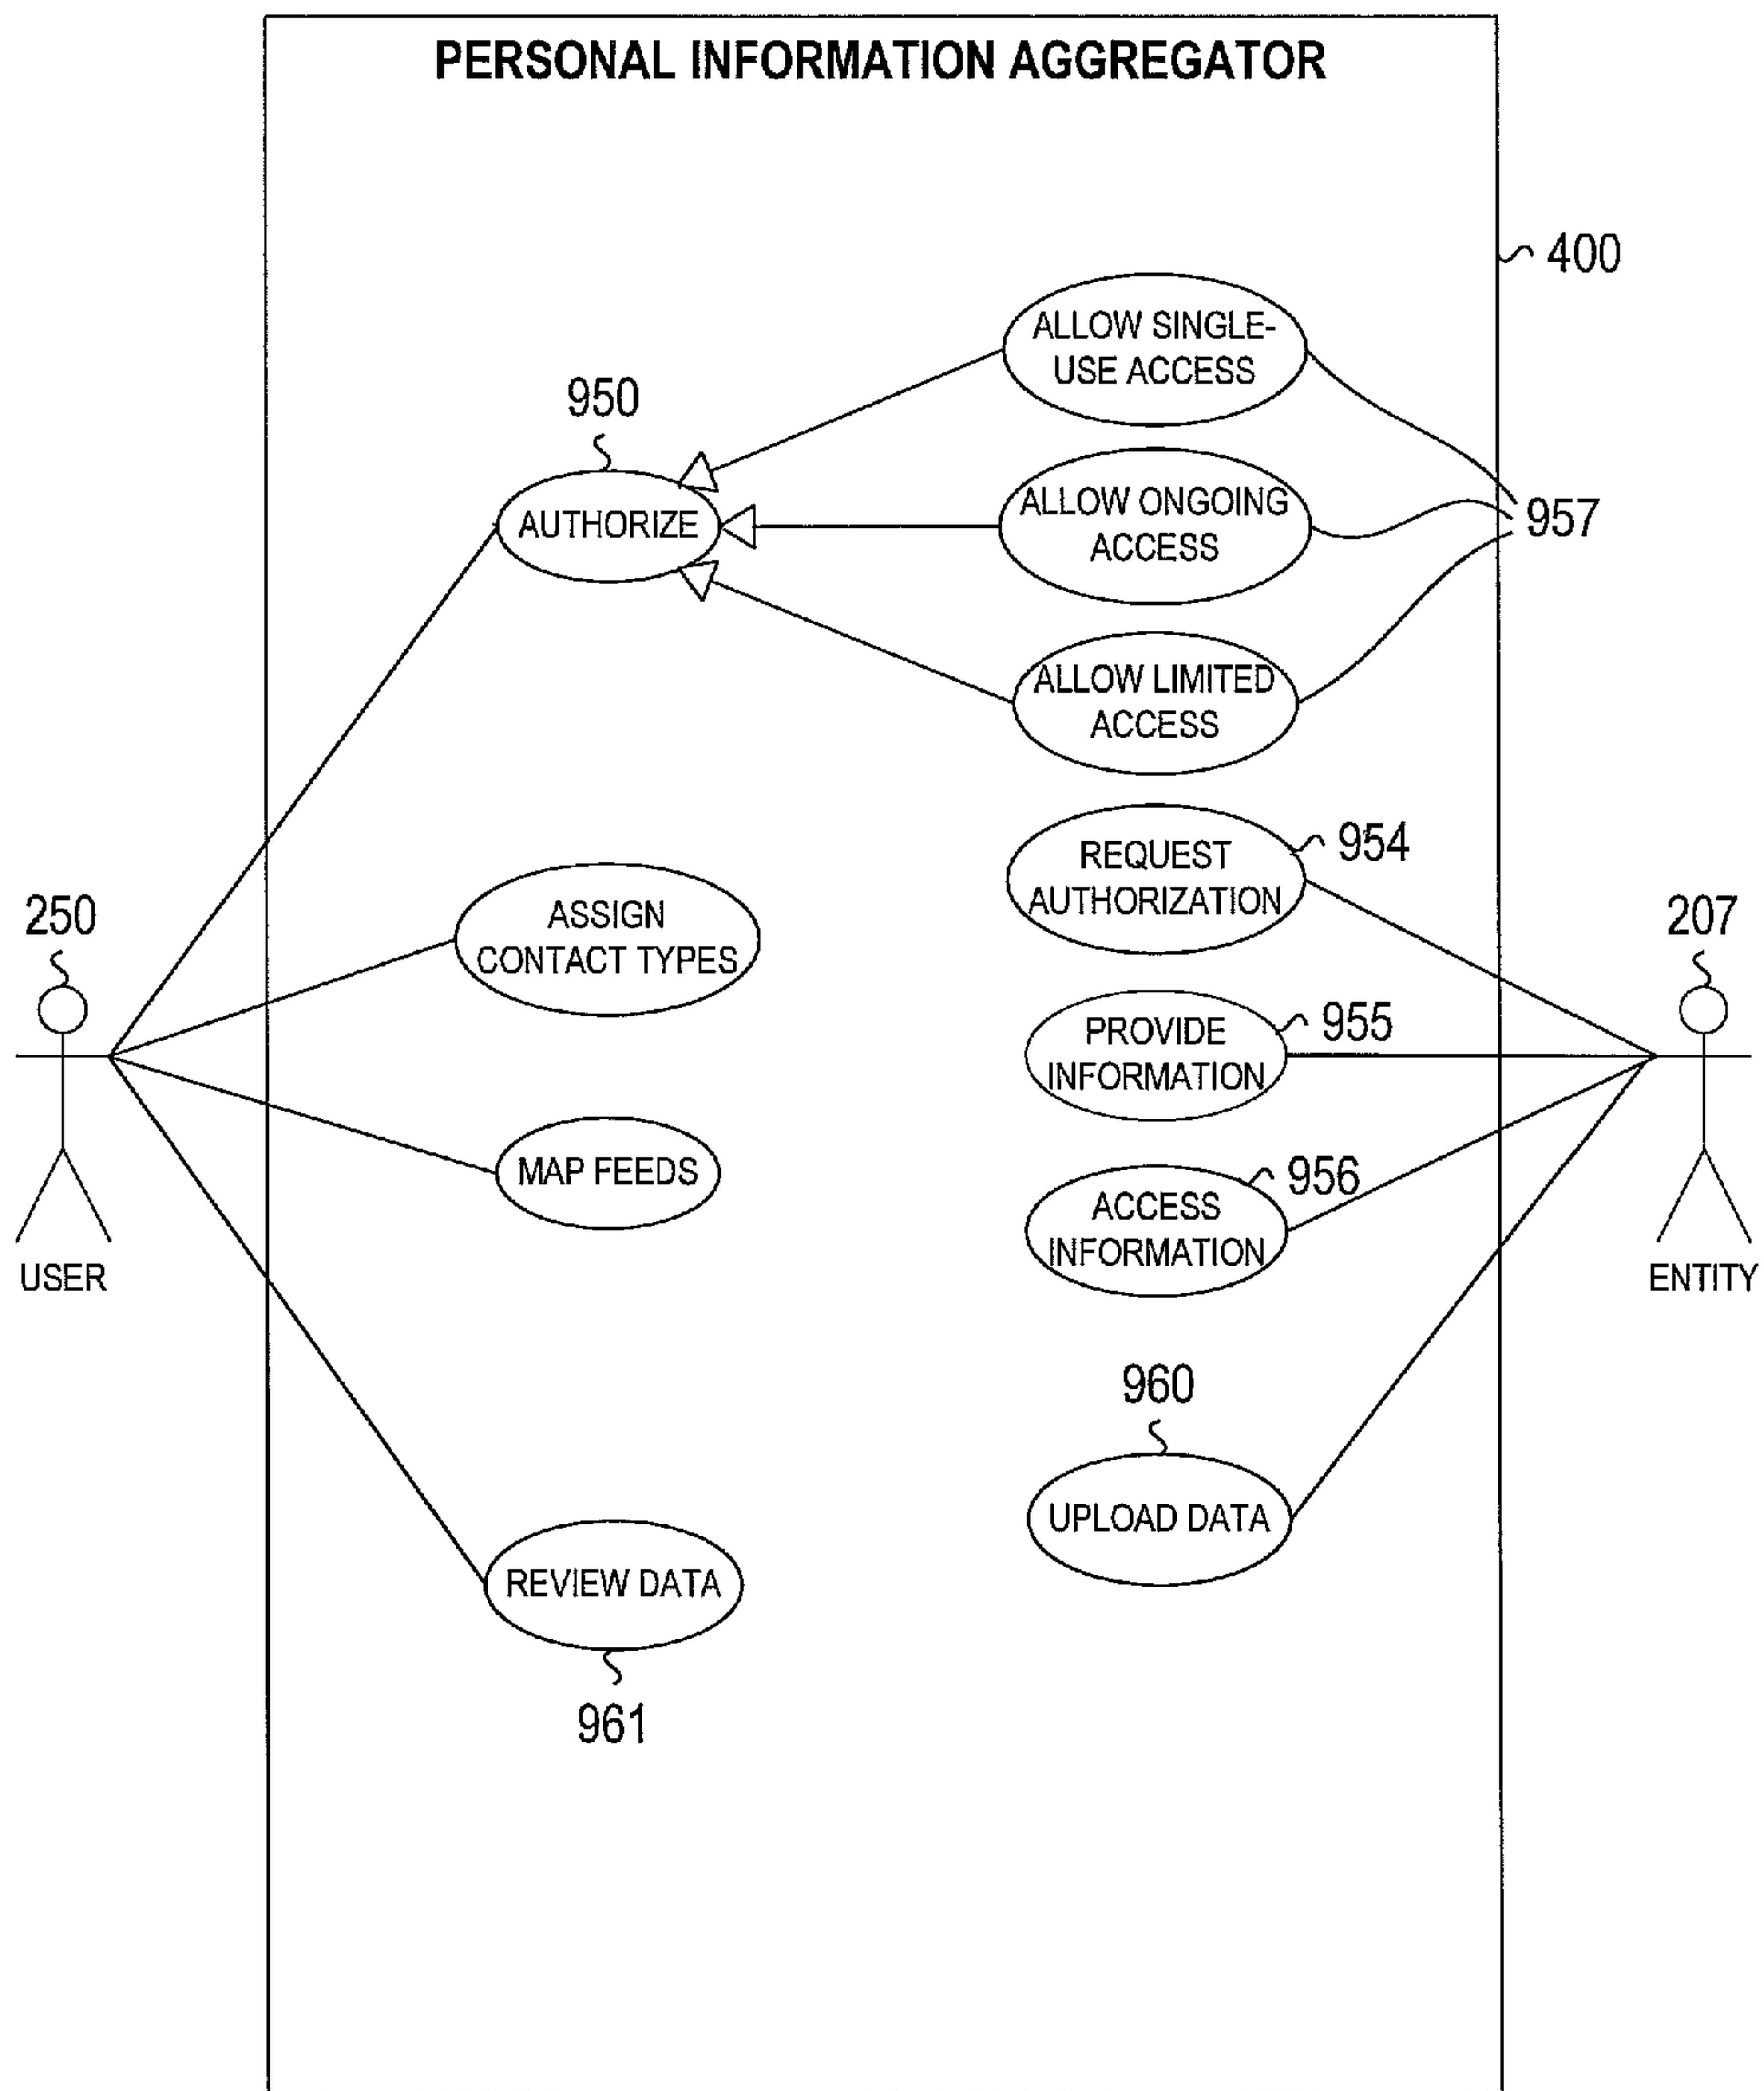 PERSONAL INFORMATION AGGREGATOR
400
ALLOW SINGLE-
USE ACCESS
950
AUTHORIZE
ALLOW ONGOING
ACCESS
957
ALLOW LIMITED
ACCESS
REQUEST
AUTHORIZATION
954
250
ASSIGN
CONTACT TYPES
207
PROVIDE
INFORMATION
955
MAP FEEDS
ACCESS
INFORMATION
956
USER
ENTITY
960
UPLOAD DATA
REVIEW DATA
961